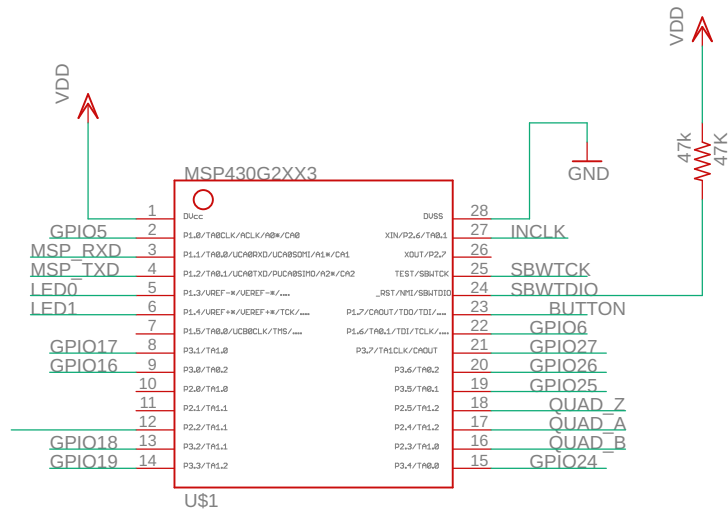 VDD
VDD
47k
47K
MSP430G2XX3
GND
1 DVcc DVSS 28
GPIO5 2 P1.0/TA0CLK/ACLK/A0*/CA0 XIN/P2.6/TA0.1 27 INCLK
MSP_RXD 3 P1.1/TA0.0/UCA0RXD/UCA0SOMI/A1*/CA1 XOUT/P2.7 26
MSP_TXD 4 P1.2/TA0.1/UCA0TXD/PUCA0SIMO/A2*/CA2 TEST/SBWTCK 25 SBWTCK
LED0 5 P1.3/VREF-*/VEREF-*/.... _RST/NMI/SBWTDIO 24 SBWTDIO
LED1 6 P1.4/VREF+*/VREF+*/TCK/.... P1.7/CAOUT/TDO/TDI/.... 23 BUTTON
7 P1.5/TA0.0/UCB0CLK/TMS/.... P1.6/TA0.1/TDI/TCLK/.... 22 GPIO6
GPIO17 8 P3.1/TA1.0 P3.7/TA1CLK/CAOUT 21 GPIO27
GPIO16 9 P3.0/TA0.2 P3.6/TA0.2 20 GPIO26
10 P2.0/TA1.0 P3.5/TA0.1 19 GPIO25
11 P2.1/TA1.1 P2.5/TA1.2 18 QUAD_Z
12 P2.2/TA1.1 P2.4/TA1.2 17 QUAD_A
GPIO18 13 P3.2/TA1.1 P2.3/TA1.0 16 QUAD_B
GPIO19 14 P3.3/TA1.2 P3.4/TA0.0 15 GPIO24
U$1